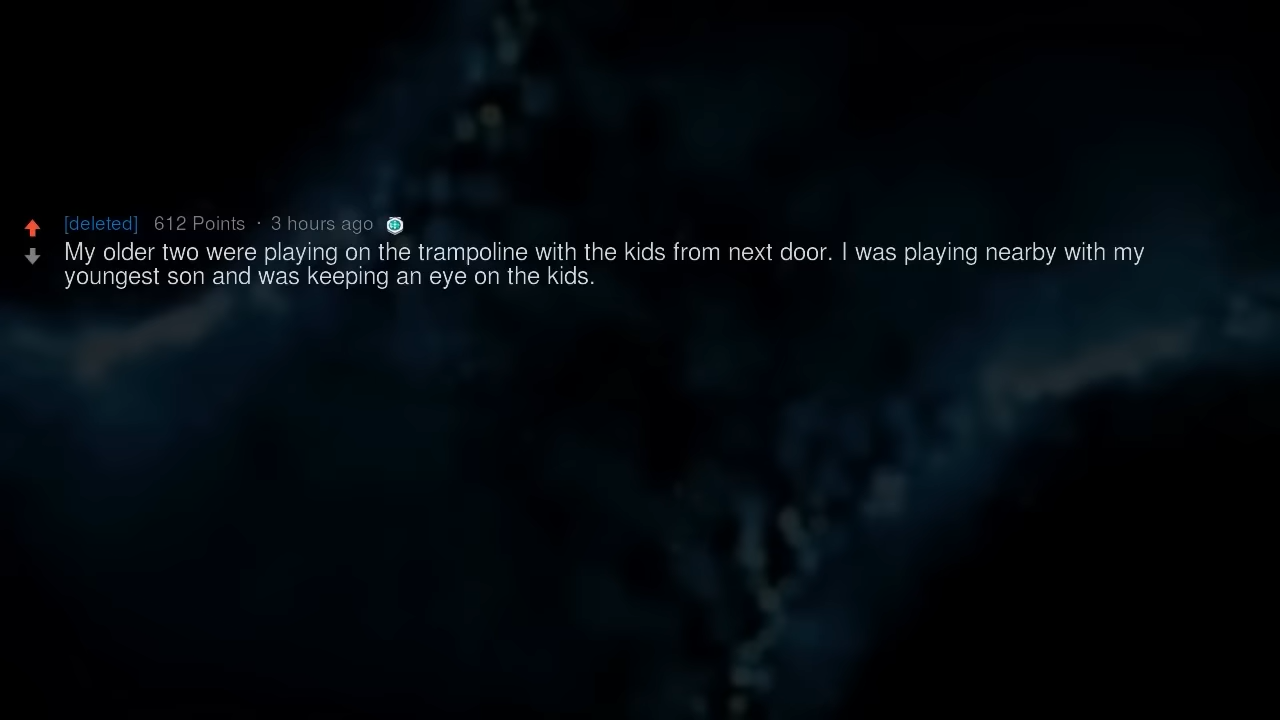 [deleted] 612 Points · 3 hours ago
My older two were playing on the trampoline with the kids from next door. I was playing nearby with my
youngest son and was keeping an eye on the kids.